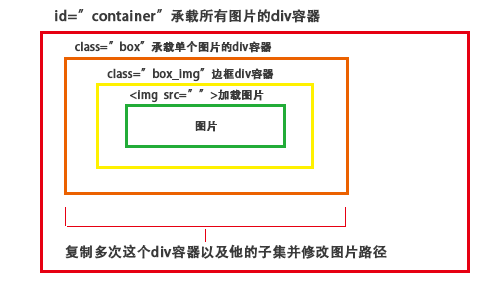 id=”container”承载所有图片的div容器
class=”box”承载单个图片的div容器
class=”box_img”边框div容器
<img src=””>加载图片
图片
复制多次这个div容器以及他的子集并修改图片路径